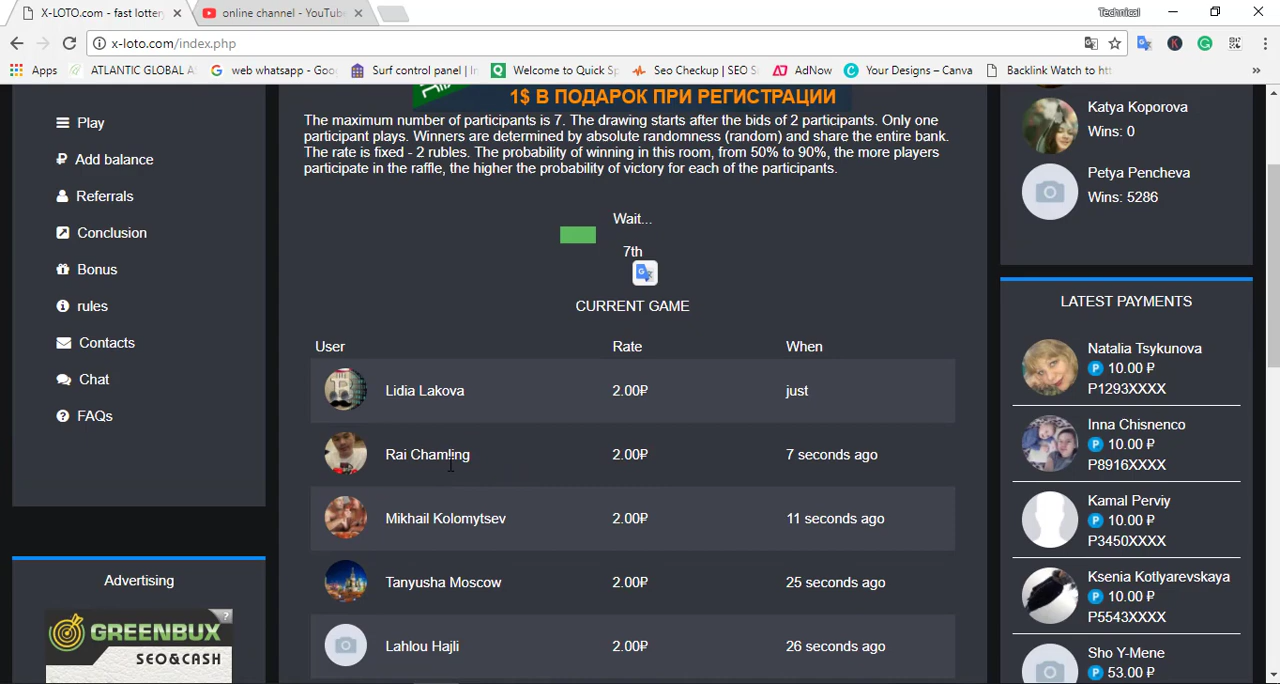 X-LOTO.com - fast lottery
online channel - YouTube
Technical
x-loto.com/index.php
Apps
ATLANTIC GLOBAL A
web whatsapp - Goo
Surf control panel | In
Welcome to Quick Sp
Seo Checkup | SEO S
AdNow
Your Designs – Canva
Backlink Watch to htt
»
Play
Add balance
Referrals
Conclusion
Bonus
rules
Contacts
Chat
FAQs
Advertising
GREENBUX
SEO&CASH
?
1$ В ПОДАРОК ПРИ РЕГИСТРАЦИИ
The maximum number of participants is 7. The drawing starts after the bids of 2 participants. Only one
participant plays. Winners are determined by absolute randomness (random) and share the entire bank.
The rate is fixed - 2 rubles. The probability of winning in this room, from 50% to 90%, the more players
participate in the raffle, the higher the probability of victory for each of the participants.
Wait...
7th
CURRENT GAME
User Rate When
Lidia Lakova 2.00₽ just
Rai Chamling 2.00₽ 7 seconds ago
Mikhail Kolomytsev 2.00₽ 11 seconds ago
Tanyusha Moscow 2.00₽ 25 seconds ago
Lahlou Hajli 2.00₽ 26 seconds ago
Katya Koporova
Wins: 0
Petya Pencheva
Wins: 5286
LATEST PAYMENTS
Natalia Tsykunova
P 10.00 ₽
P1293XXXX
Inna Chisnenco
P 10.00 ₽
P8916XXXX
Kamal Perviy
P 10.00 ₽
P3450XXXX
Ksenia Kotlyarevskaya
P 10.00 ₽
P5543XXXX
Sho Y-Mene
P 53.00 ₽